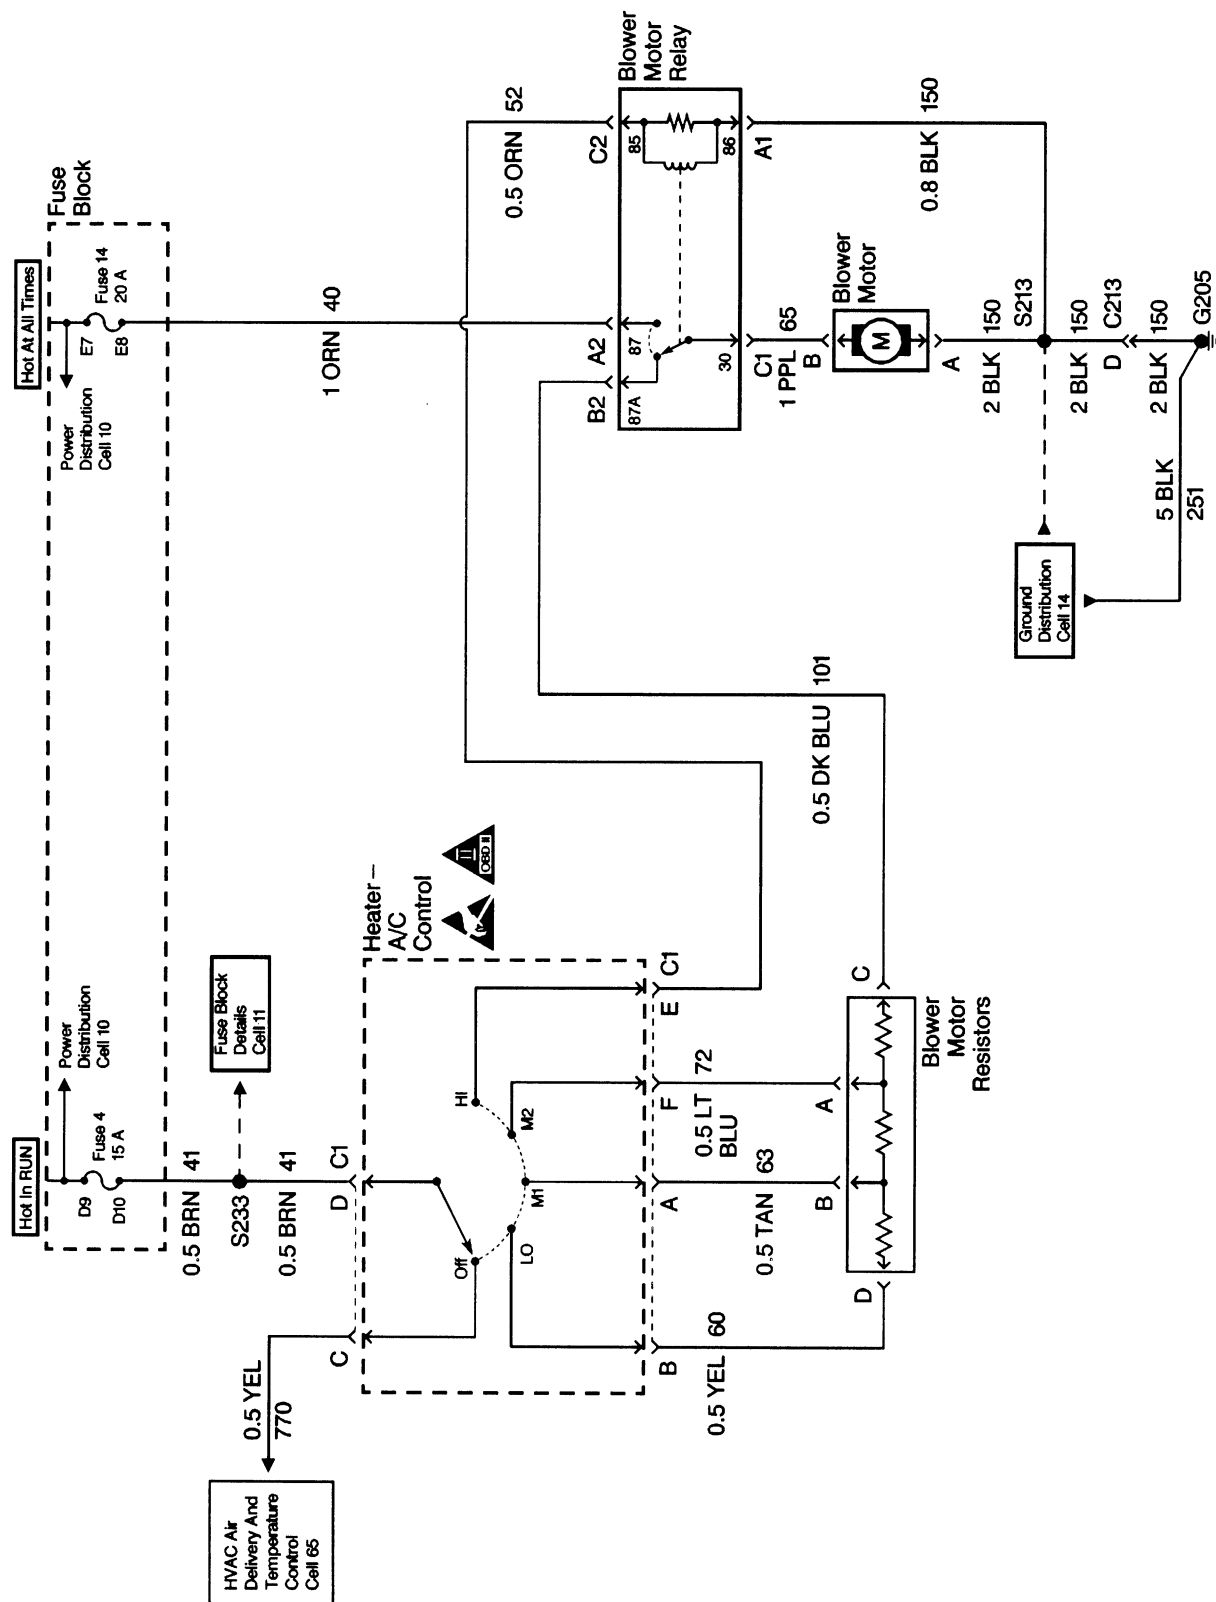 Hot In RUN
Hot At All Times
Fuse
Block
D9
Fuse 4
15 A
D10
Power
Distribution
Cell 10
Power
Distribution
Cell 10
E7
Fuse 14
20 A
E8
0.5 BRN 41
S233
Fuse Block
Details
Cell 11
0.5 BRN 41
D C1
C
0.5 YEL
770
HVAC Air
Delivery And
Temperature
Control
Cell 65
Heater –
A/C
Control
II
OBD II
Off
LO
M1
M2
HI
B
A
F
E C1
0.5 YEL 60
0.5 TAN 63
0.5 LT 72
BLU
D
B
A
C
Blower
Motor
Resistors
0.5 DK BLU 101
1 ORN 40
0.5 ORN 52
B2
A2
C2
Blower
Motor
Relay
87A
87
85
30
86
C1
A1
1 PPL 65
B
Blower
Motor
M
A
0.8 BLK 150
2 BLK 150
S213
2 BLK 150
D C213
2 BLK 150
G205
Ground
Distribution
Cell 14
5 BLK
251